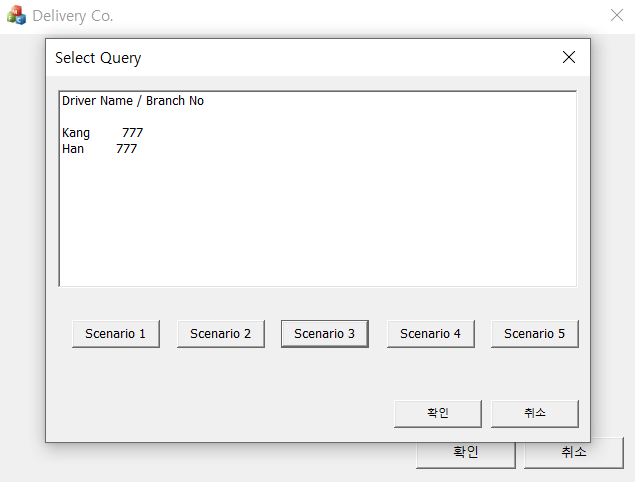 Delivery Co.
Select Query
Driver Name / Branch No
Kang 777
Han 777
Scenario 1 Scenario 2 Scenario 3 Scenario 4 Scenario 5
확인 취소
확인 취소